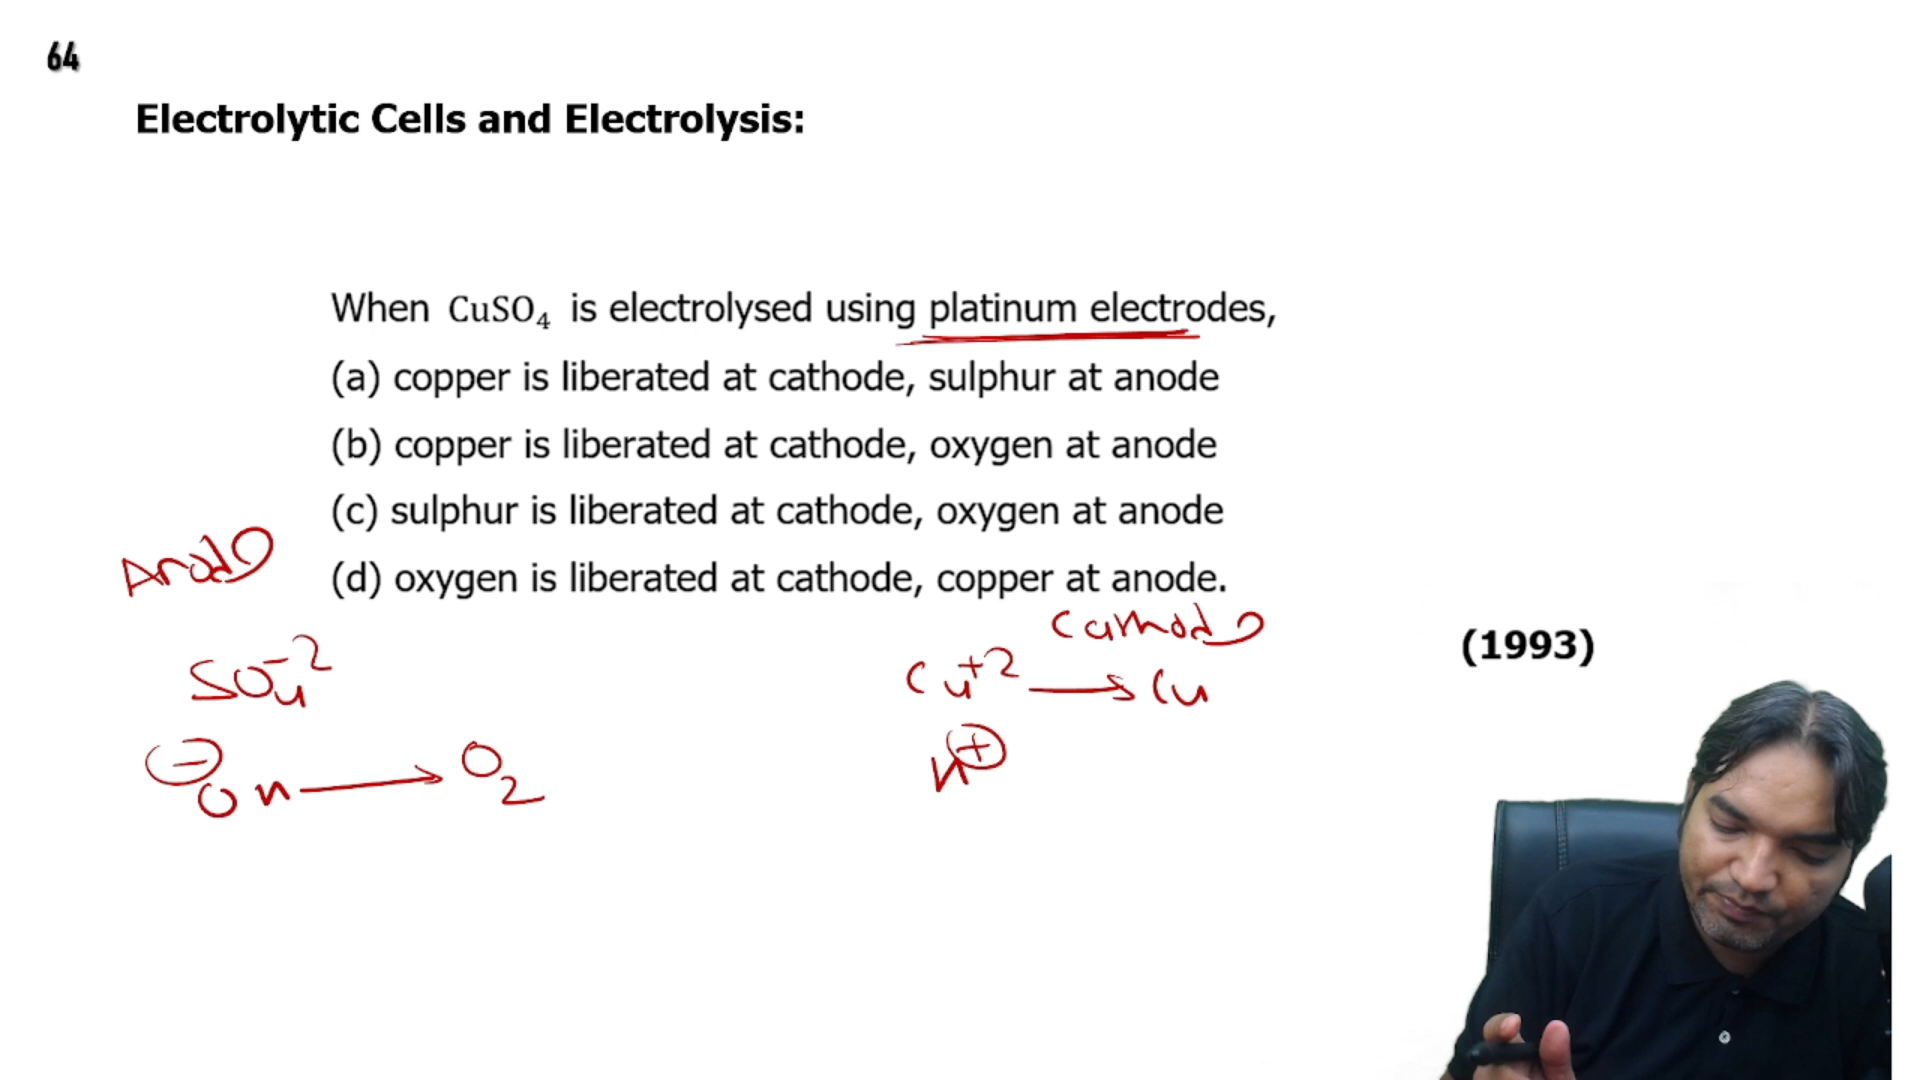 64
Electrolytic Cells and Electrolysis:
When CuSO₄ is electrolysed using platinum electrodes,
(a) copper is liberated at cathode, sulphur at anode
(b) copper is liberated at cathode, oxygen at anode
(c) sulphur is liberated at cathode, oxygen at anode
(d) oxygen is liberated at cathode, copper at anode.
(1993)
Anode
SO₄⁻²
⊖OH → O₂
Cathode
Cu⁺² → Cu
H⊕